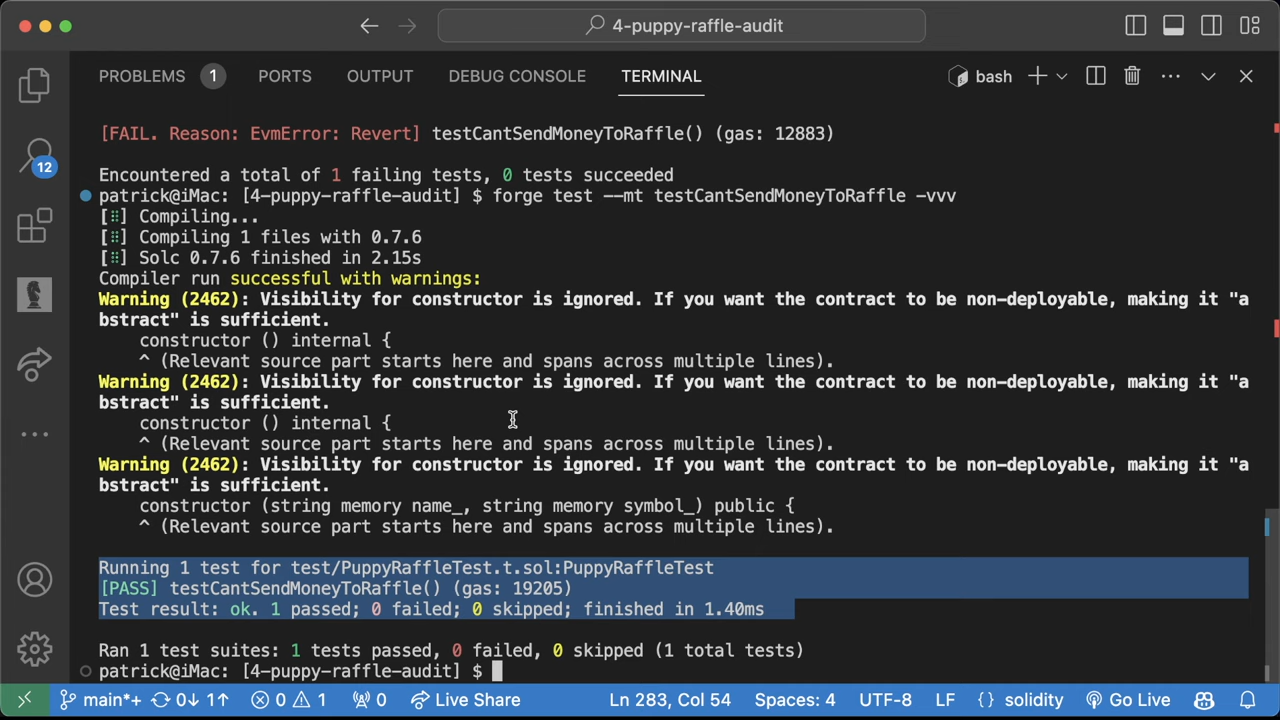 4-puppy-raffle-audit
PROBLEMS 1 PORTS OUTPUT DEBUG CONSOLE TERMINAL bash
12
[FAIL. Reason: EvmError: Revert] testCantSendMoneyToRaffle() (gas: 12883)
Encountered a total of 1 failing tests, 0 tests succeeded
patrick@iMac: [4-puppy-raffle-audit] $ forge test --mt testCantSendMoneyToRaffle -vvv
[⠃] Compiling...
[⠃] Compiling 1 files with 0.7.6
[⠃] Solc 0.7.6 finished in 2.15s
Compiler run successful with warnings:
Warning (2462): Visibility for constructor is ignored. If you want the contract to be non-deployable, making it "a
bstract" is sufficient.
constructor () internal {
^ (Relevant source part starts here and spans across multiple lines).
Warning (2462): Visibility for constructor is ignored. If you want the contract to be non-deployable, making it "a
bstract" is sufficient.
constructor () internal {
^ (Relevant source part starts here and spans across multiple lines).
Warning (2462): Visibility for constructor is ignored. If you want the contract to be non-deployable, making it "a
bstract" is sufficient.
constructor (string memory name_, string memory symbol_) public {
^ (Relevant source part starts here and spans across multiple lines).
Running 1 test for test/PuppyRaffleTest.t.sol:PuppyRaffleTest
[PASS] testCantSendMoneyToRaffle() (gas: 19205)
Test result: ok. 1 passed; 0 failed; 0 skipped; finished in 1.40ms
Ran 1 test suites: 1 tests passed, 0 failed, 0 skipped (1 total tests)
patrick@iMac: [4-puppy-raffle-audit] $
main*+ 0↓ 1↑ 0 1 0 Live Share Ln 283, Col 54 Spaces: 4 UTF-8 LF {} solidity Go Live